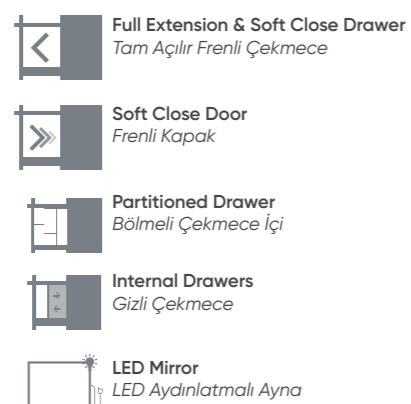 Full Extension & Soft Close Drawer
Tam Açılır Frenli Çekmece
Soft Close Door
Frenli Kapak
Partitioned Drawer
Bölmeli Çekmece İçi
Internal Drawers
Gizli Çekmece
LED Mirror
LED Aydınlatmalı Ayna